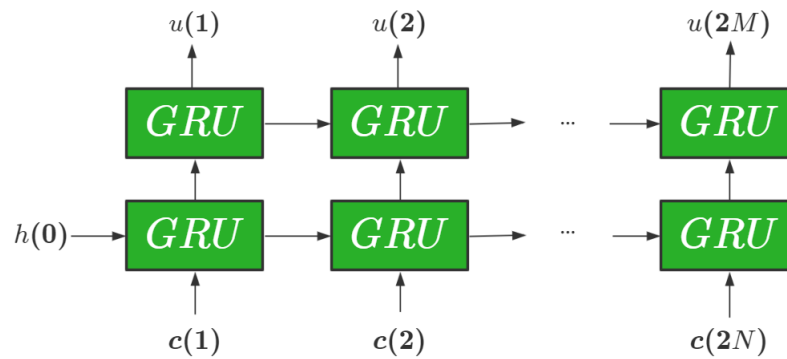 u(1) u(2) u(2M)
GRU GRU ... GRU
h(0) GRU GRU ... GRU
c(1) c(2) c(2N)